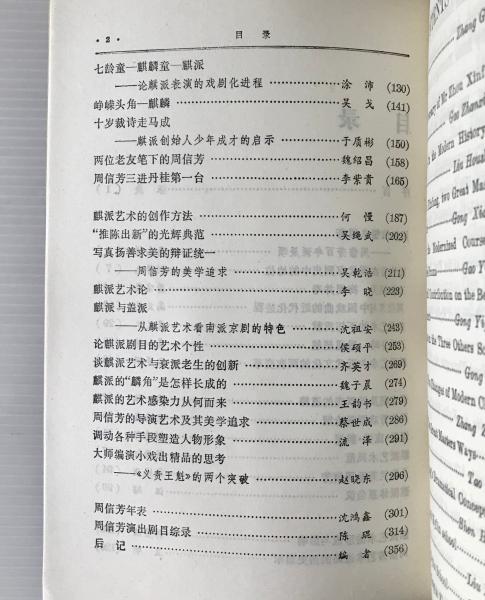 · 2 · 目 录
七龄童—麒麟童—麒派
——论麒派表演的戏剧化进程 …………… 涂 沛 (130)
峥嵘头角—麒麟 …………… 吴 戈 (141)
十岁裁诗走马成
——麒派创始人少年成才的启示 …………… 于质彬 (150)
两位老友笔下的周信芳 …………… 魏绍昌 (158)
周信芳三进丹桂第一台 …………… 李紫贵 (165)
麒派艺术的创作方法 …………… 何 慢 (187)
“推陈出新”的光辉典范 …………… 吴绳武 (202)
写真扬善求美的辩证统一
——周信芳的美学追求 …………… 吴乾浩 (211)
麒派艺术论 …………… 李 晓 (223)
麒派与盖派
——从麒派艺术看南派京剧的特色 …………… 沈祖安 (243)
论麒派剧目的艺术个性 …………… 侯硕平 (253)
谈麒派艺术与衰派老生的创新 …………… 齐英才 (269)
麒派的“麟角”是怎样长成的 …………… 魏子晨 (274)
麒派的艺术感染力从何而来 …………… 王韵书 (279)
周信芳的导演艺术及其美学追求 …………… 蔡世成 (286)
调动各种手段塑造人物形象 …………… 流 泽 (291)
大师编演小戏出精品的思考
——《义责王魁》的两个突破 …………… 赵晓东 (296)
周信芳年表 …………… 沈鸿鑫 (301)
周信芳演出剧目综录 …………… 陈 琨 (314)
后 记 …………… 编 者 (356)